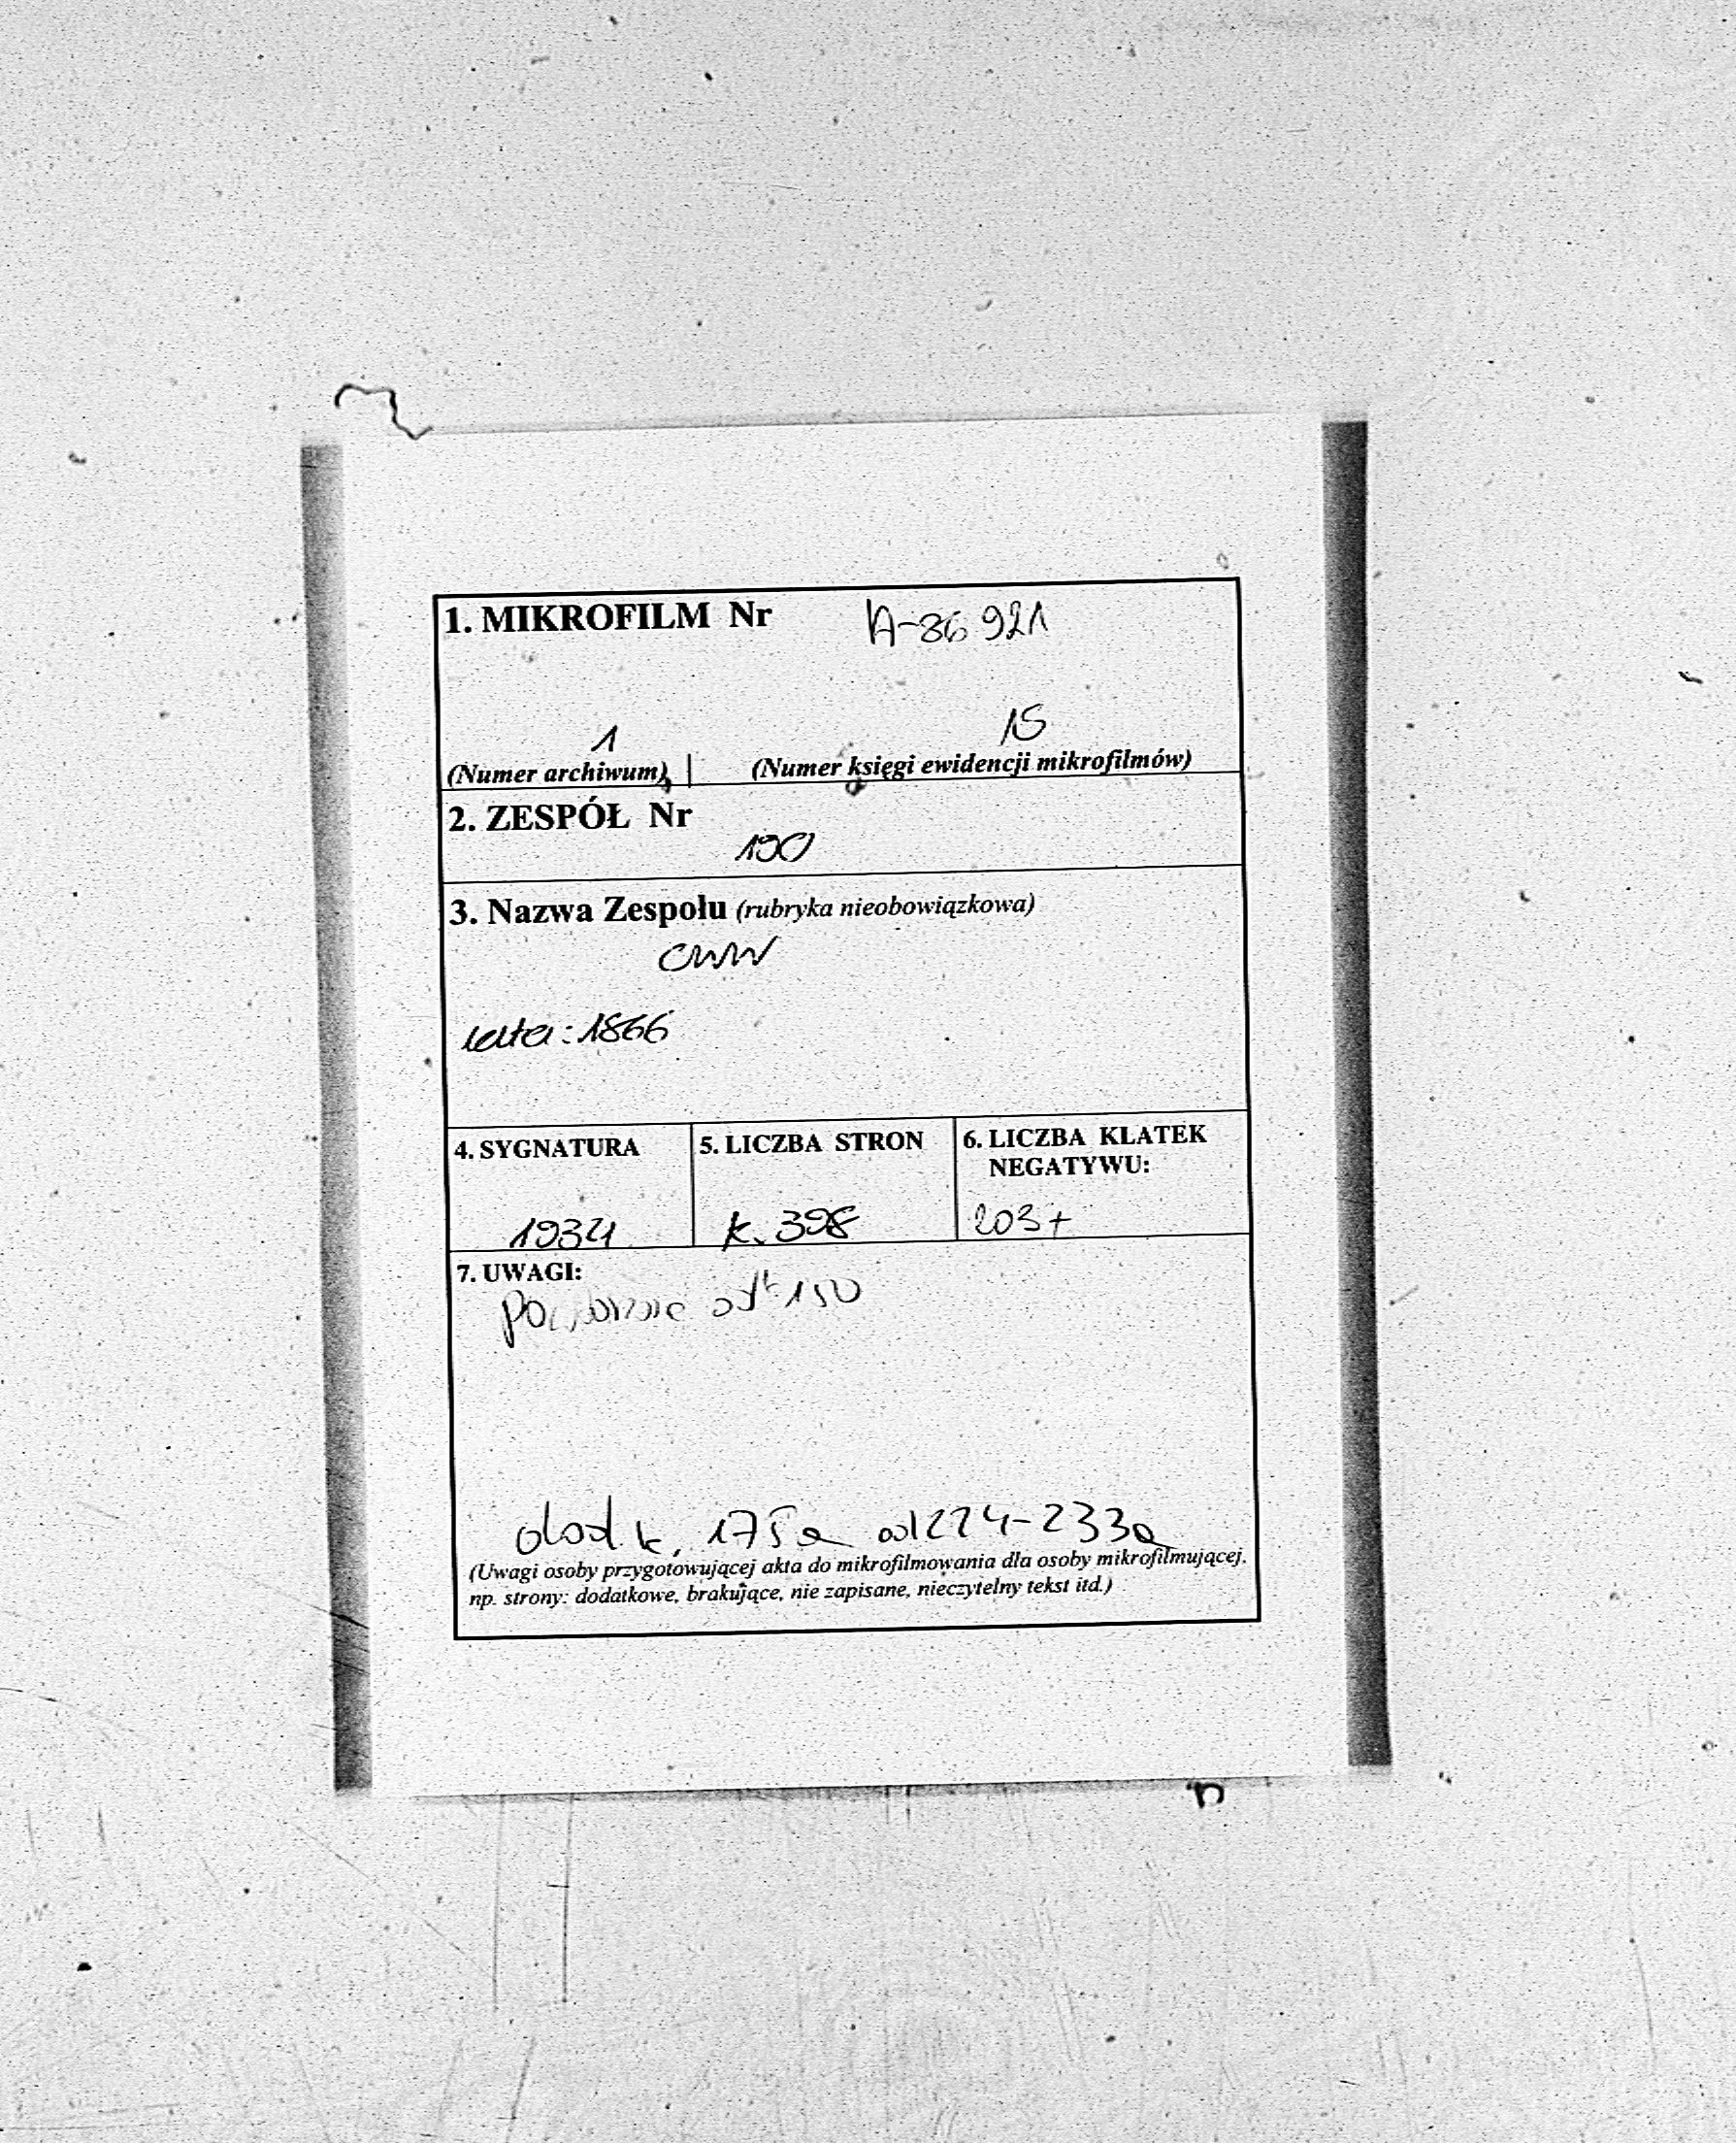 1. MIKROFILM Nr A-86 921
1 15
(Numer archiwum) | (Numer księgi ewidencji mikrofilmów)
2. ZESPÓŁ Nr
190
3. Nazwa Zespołu (rubryka nieobowiązkowa)
CWW
lata: 1866
4. SYGNATURA 5. LICZBA STRON 6. LICZBA KLATEK
NEGATYWU:
1934 k. 398 203+
7. UWAGI:
od k 150
dod k. 175a od 224-233a
(Uwagi osoby przygotowującej akta do mikrofilmowania dla osoby mikrofilmującej,
np. strony: dodatkowe, brakujące, nie zapisane, nieczytelny tekst itd.)